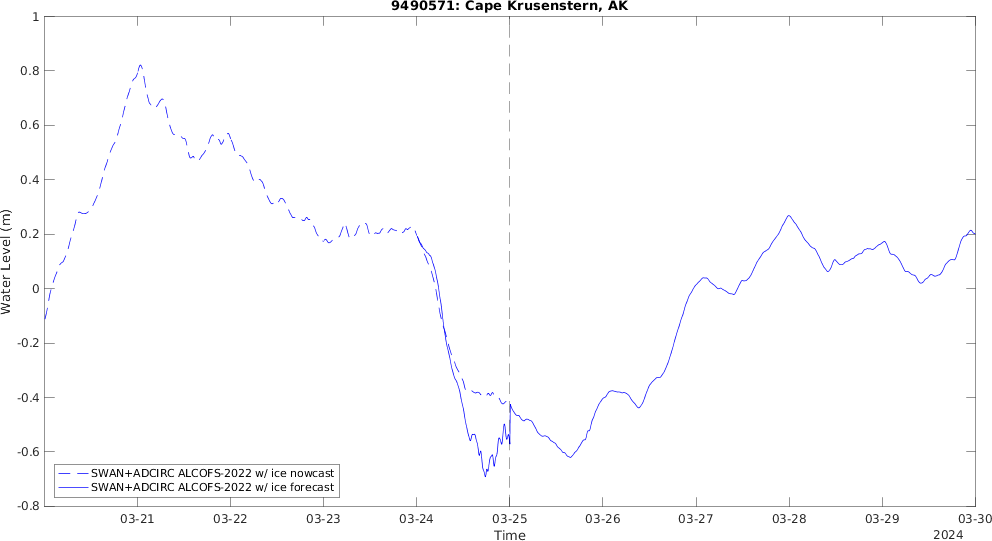 9490571: Cape Krusenstern, AK
1
0.8
0.6
0.4
0.2
0
-0.2
-0.4
-0.6
-0.8
Water Level (m)
SWAN+ADCIRC ALCOFS-2022 w/ ice nowcast
SWAN+ADCIRC ALCOFS-2022 w/ ice forecast
03-21 03-22 03-23 03-24 03-25 03-26 03-27 03-28 03-29 03-30
Time
2024